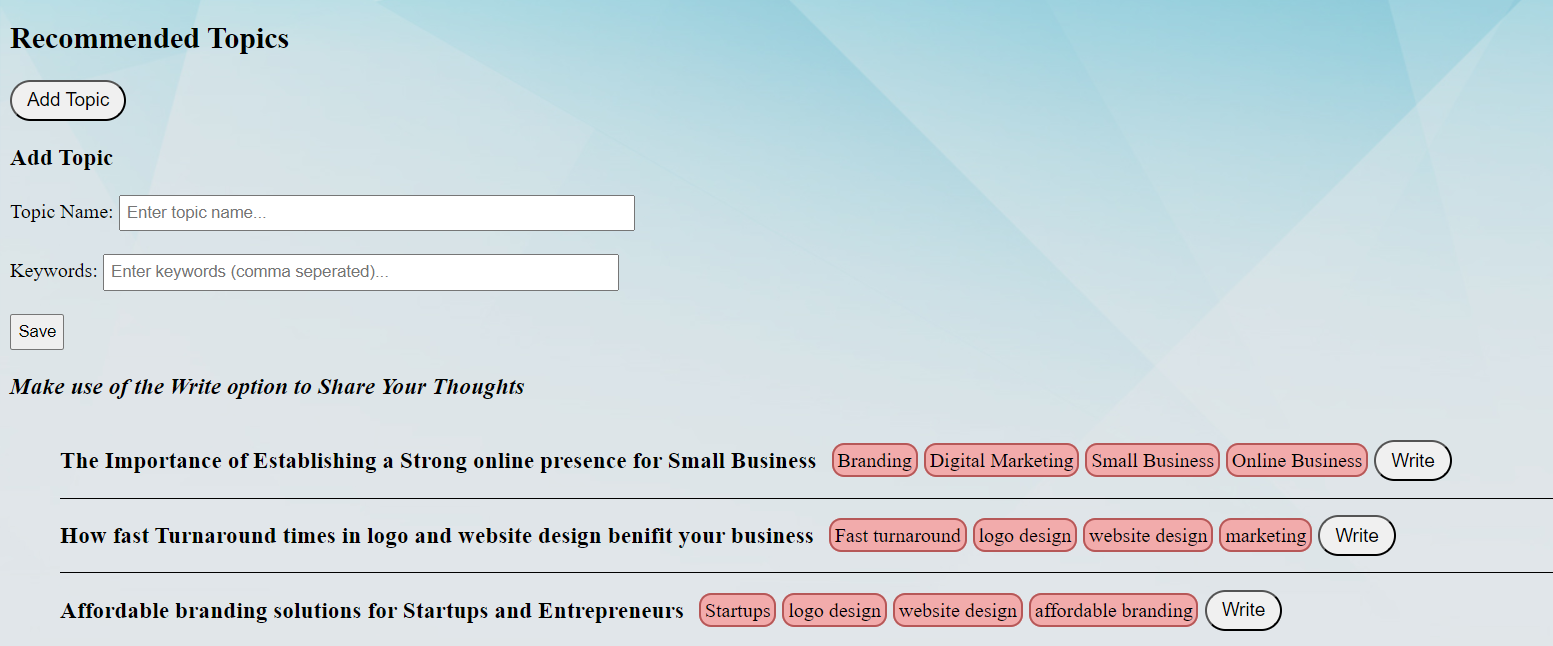 Recommended Topics
Add Topic
Add Topic
Topic Name: Enter topic name...
Keywords: Enter keywords (comma seperated)...
Save
Make use of the Write option to Share Your Thoughts
The Importance of Establishing a Strong online presence for Small Business Branding Digital Marketing Small Business Online Business Write
How fast Turnaround times in logo and website design benifit your business Fast turnaround logo design website design marketing Write
Affordable branding solutions for Startups and Entrepreneurs Startups logo design website design affordable branding Write